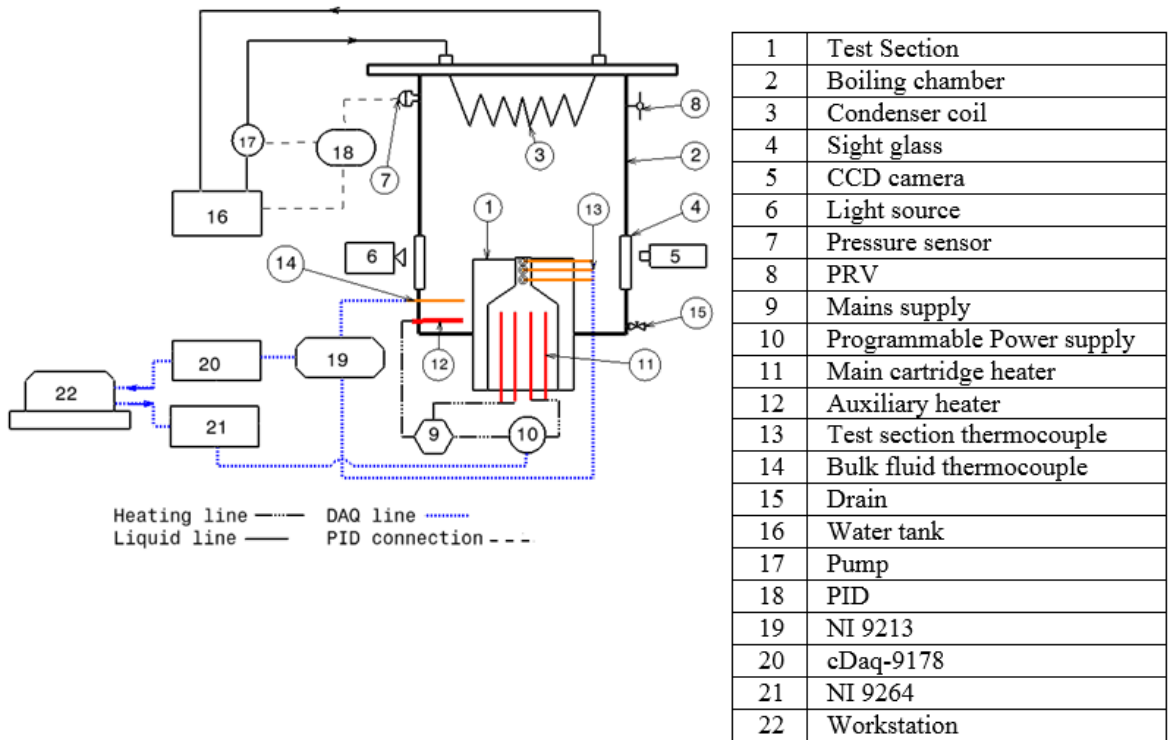 17
18
16
7
3
8
2
1
13
4
6
5
14
15
12
11
19
20
22
21
9
10
Heating line
DAQ line
Liquid line
PID connection
1 Test Section
2 Boiling chamber
3 Condenser coil
4 Sight glass
5 CCD camera
6 Light source
7 Pressure sensor
8 PRV
9 Mains supply
10 Programmable Power supply
11 Main cartridge heater
12 Auxiliary heater
13 Test section thermocouple
14 Bulk fluid thermocouple
15 Drain
16 Water tank
17 Pump
18 PID
19 NI 9213
20 cDaq-9178
21 NI 9264
22 Workstation